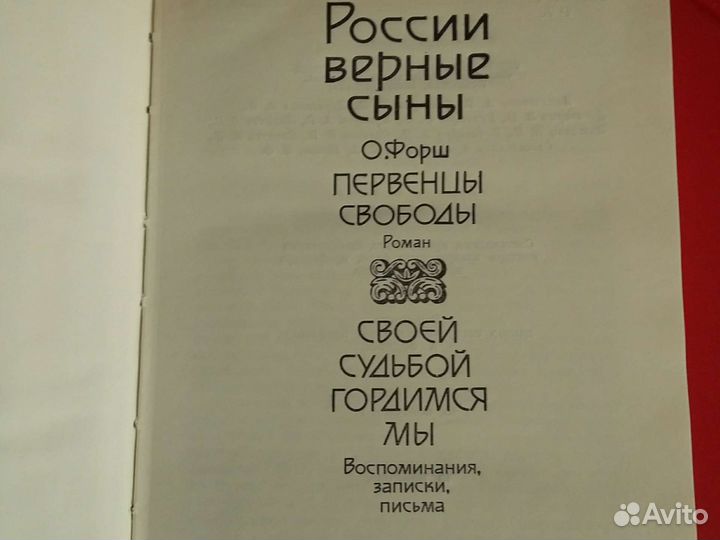 России
верные
сыны
О.Форш
ПЕРВЕНЦЫ
СВОБОДЫ
Роман
СВОЕЙ
СУДЬБОЙ
ГОРДИМСЯ
МЫ
Воспоминания,
записки,
письма
Avito